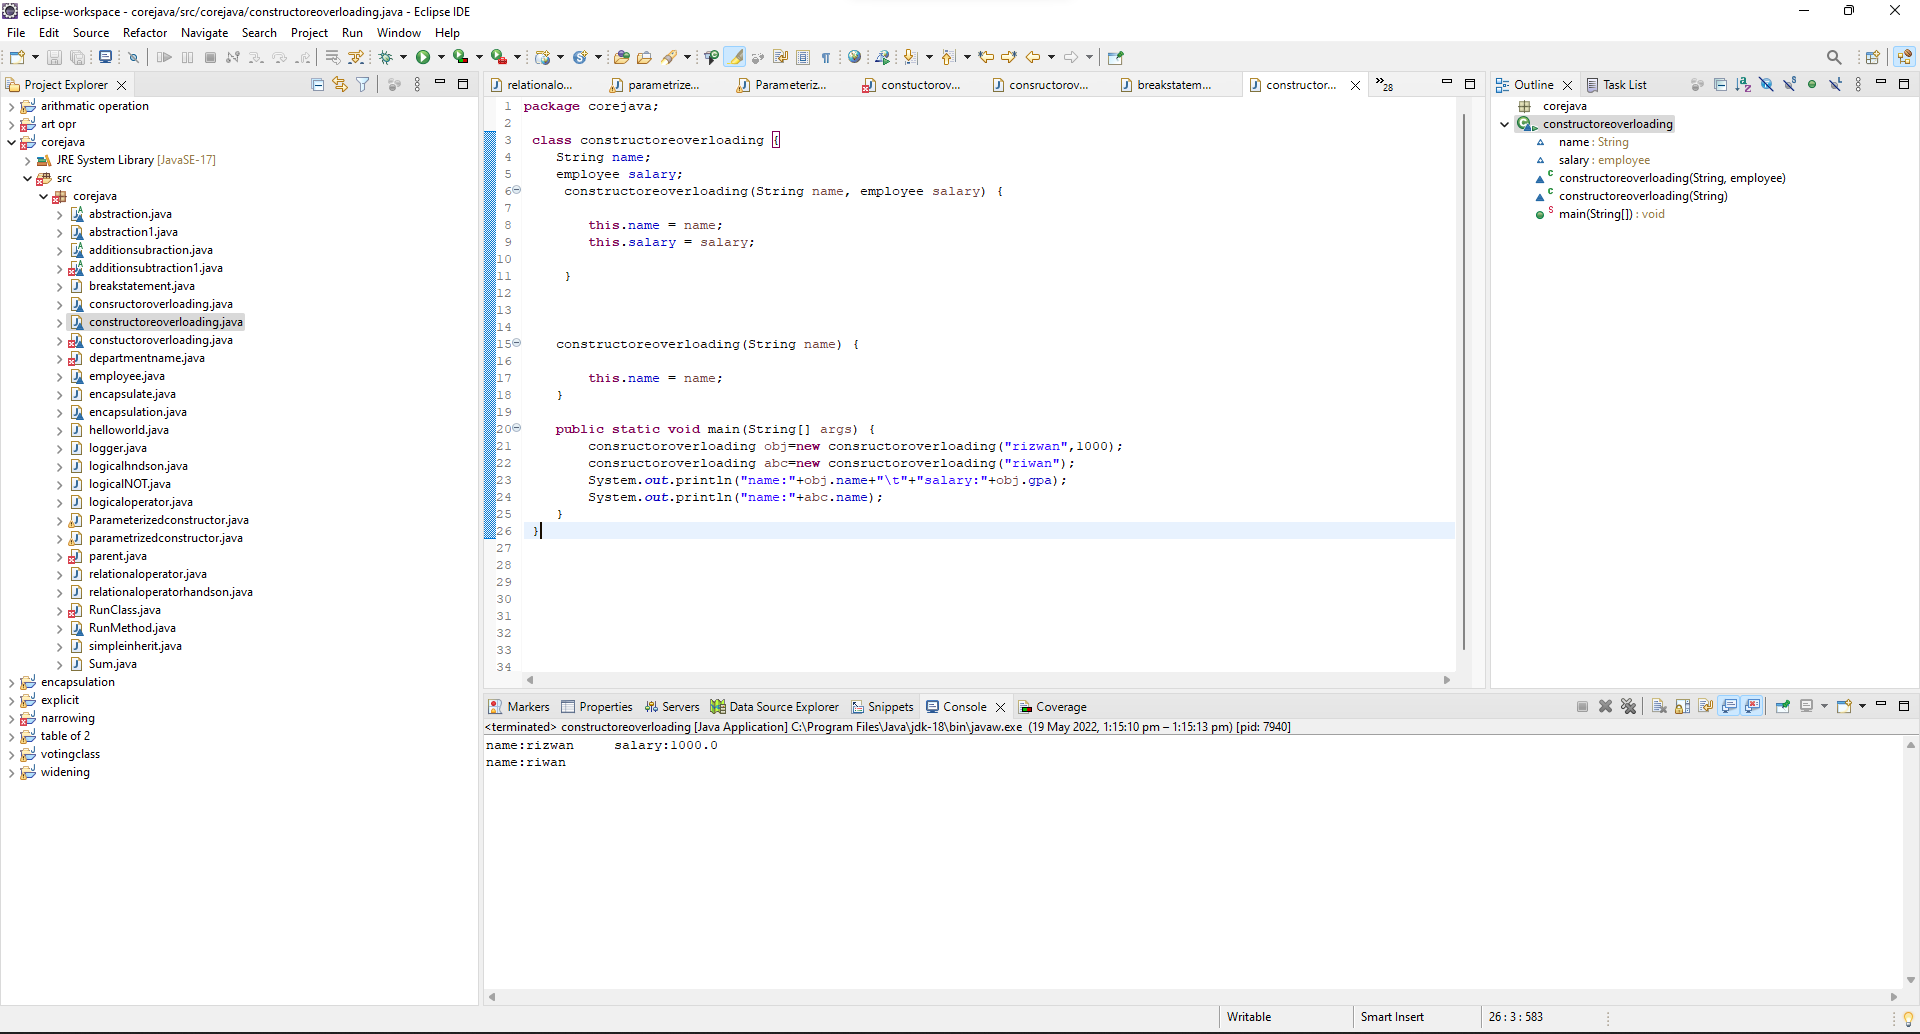 eclipse-workspace - corejava/src/corejava/constructoreoverloading.java - Eclipse IDE
File Edit Source Refactor Navigate Search Project Run Window Help
Project Explorer
arithmatic operation
art opr
corejava
JRE System Library [JavaSE-17]
src
corejava
abstraction.java
abstraction1.java
additionsubraction.java
additionsubtraction1.java
breakstatement.java
consructoroverloading.java
constructoreoverloading.java
constuctoroverloading.java
departmentname.java
employee.java
encapsulate.java
encapsulation.java
helloworld.java
logger.java
logicalhndson.java
logicalNOT.java
logicaloperator.java
Parameterizedconstructor.java
parametrizedconstructor.java
parent.java
relationaloperator.java
relationaloperatorhandson.java
RunClass.java
RunMethod.java
simpleinherit.java
Sum.java
encapsulation
explicit
narrowing
table of 2
votingclass
widening
relationalo... parametrize... Parameteriz... constuctorov... consructorov... breakstatem... constructor... »28
1 package corejava;
2
3 class constructoreoverloading {
4 String name;
5 employee salary;
6 constructoreoverloading(String name, employee salary) {
7
8 this.name = name;
9 this.salary = salary;
10
11 }
12
13
14
15 constructoreoverloading(String name) {
16
17 this.name = name;
18 }
19
20 public static void main(String[] args) {
21 consructoroverloading obj=new consructoroverloading("rizwan",1000);
22 consructoroverloading abc=new consructoroverloading("riwan");
23 System.out.println("name:"+obj.name+"\t"+"salary:"+obj.gpa);
24 System.out.println("name:"+abc.name);
25 }
26 }
27
28
29
30
31
32
33
34
Outline Task List
corejava
constructoreoverloading
name : String
salary : employee
constructoreoverloading(String, employee)
constructoreoverloading(String)
main(String[]) : void
Markers Properties Servers Data Source Explorer Snippets Console Coverage
<terminated> constructoreoverloading [Java Application] C:\Program Files\Java\jdk-18\bin\javaw.exe (19 May 2022, 1:15:10 pm – 1:15:13 pm) [pid: 7940]
name:rizwan salary:1000.0
name:riwan
Writable Smart Insert 26 : 3 : 583